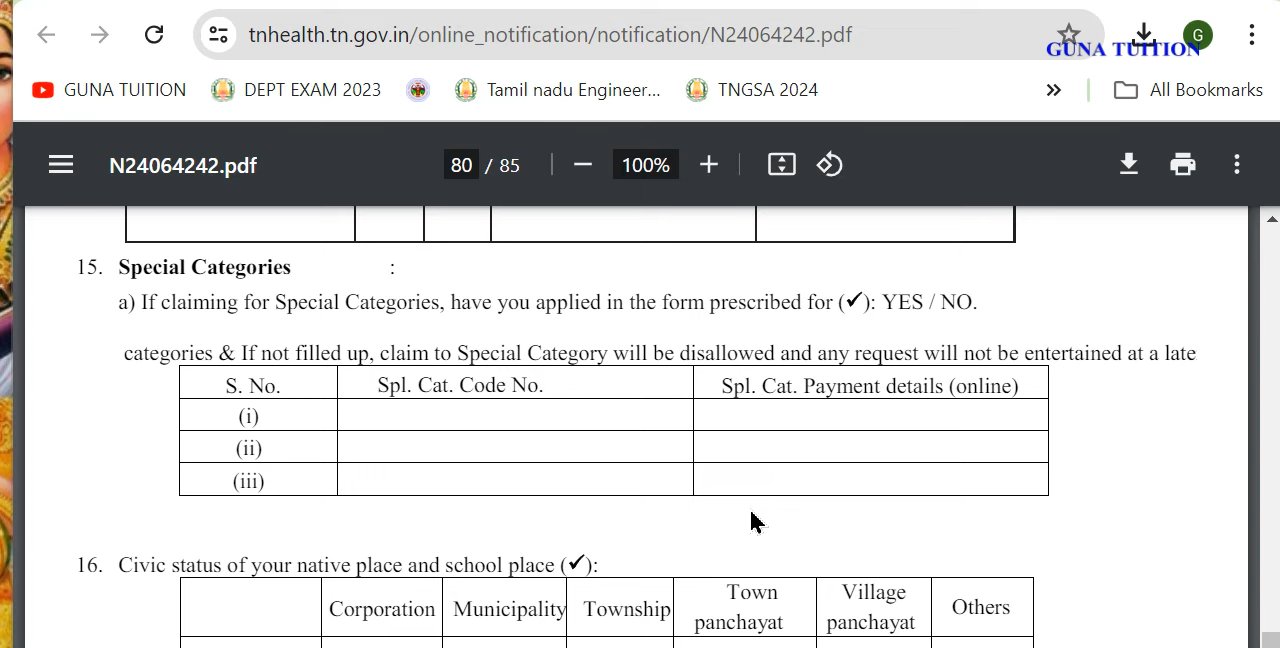 tnhealth.tn.gov.in/online_notification/notification/N24064242.pdf
G
GUNA TUITION
GUNA TUITION
DEPT EXAM 2023
Tamil nadu Engineer...
TNGSA 2024
»
All Bookmarks
N24064242.pdf
80 / 85
100%
15. Special Categories :
a) If claiming for Special Categories, have you applied in the form prescribed for (✓): YES / NO.
categories & If not filled up, claim to Special Category will be disallowed and any request will not be entertained at a late
S. No. Spl. Cat. Code No. Spl. Cat. Payment details (online)
(i)
(ii)
(iii)
16. Civic status of your native place and school place (✓):
Corporation Municipality Township Town panchayat Village panchayat Others